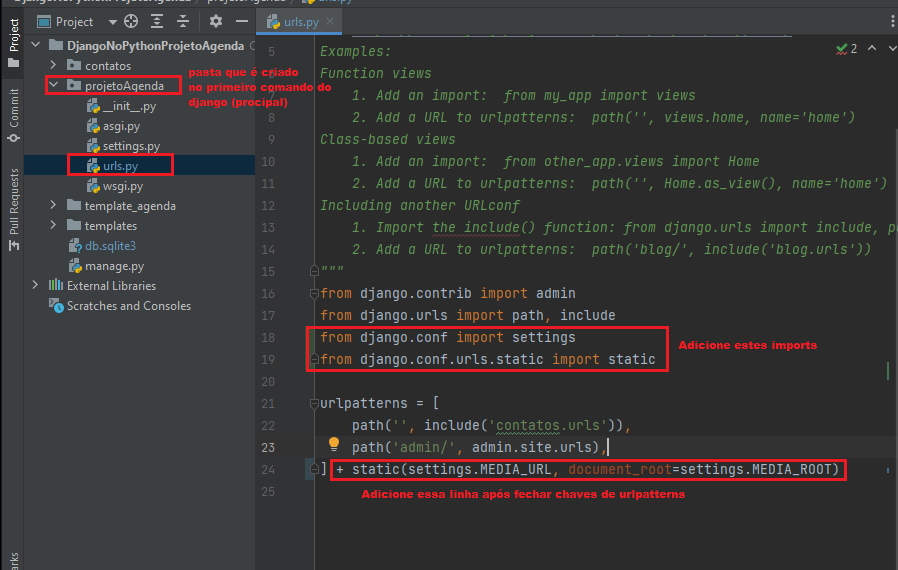 Project
urls.py
DjangoNoPythonProjetoAgenda
contatos
projetoAgenda
__init__.py
asgi.py
settings.py
urls.py
wsgi.py
template_agenda
templates
db.sqlite3
manage.py
External Libraries
Scratches and Consoles
pasta que é criado
no primeiro comando do
django (procipal)
Project
Commit
Pull Requests
2
5 Examples:
Function views
1. Add an import:  from my_app import views
8 2. Add a URL to urlpatterns:  path('', views.home, name='home')
9 Class-based views
10 1. Add an import:  from other_app.views import Home
11 2. Add a URL to urlpatterns:  path('', Home.as_view(), name='home')
12 Including another URLconf
13 1. Import the include() function: from django.urls import include,
14 2. Add a URL to urlpatterns:  path('blog/', include('blog.urls'))
15 """
16 from django.contrib import admin
17 from django.urls import path, include
18 from django.conf import settings
19 from django.conf.urls.static import static
Adicione estes imports
20
21 urlpatterns = [
22 path('', include('contatos.urls')),
23 path('admin/', admin.site.urls),
24 ] + static(settings.MEDIA_URL, document_root=settings.MEDIA_ROOT)
25
Adicione essa linha após fechar chaves de urlpatterns